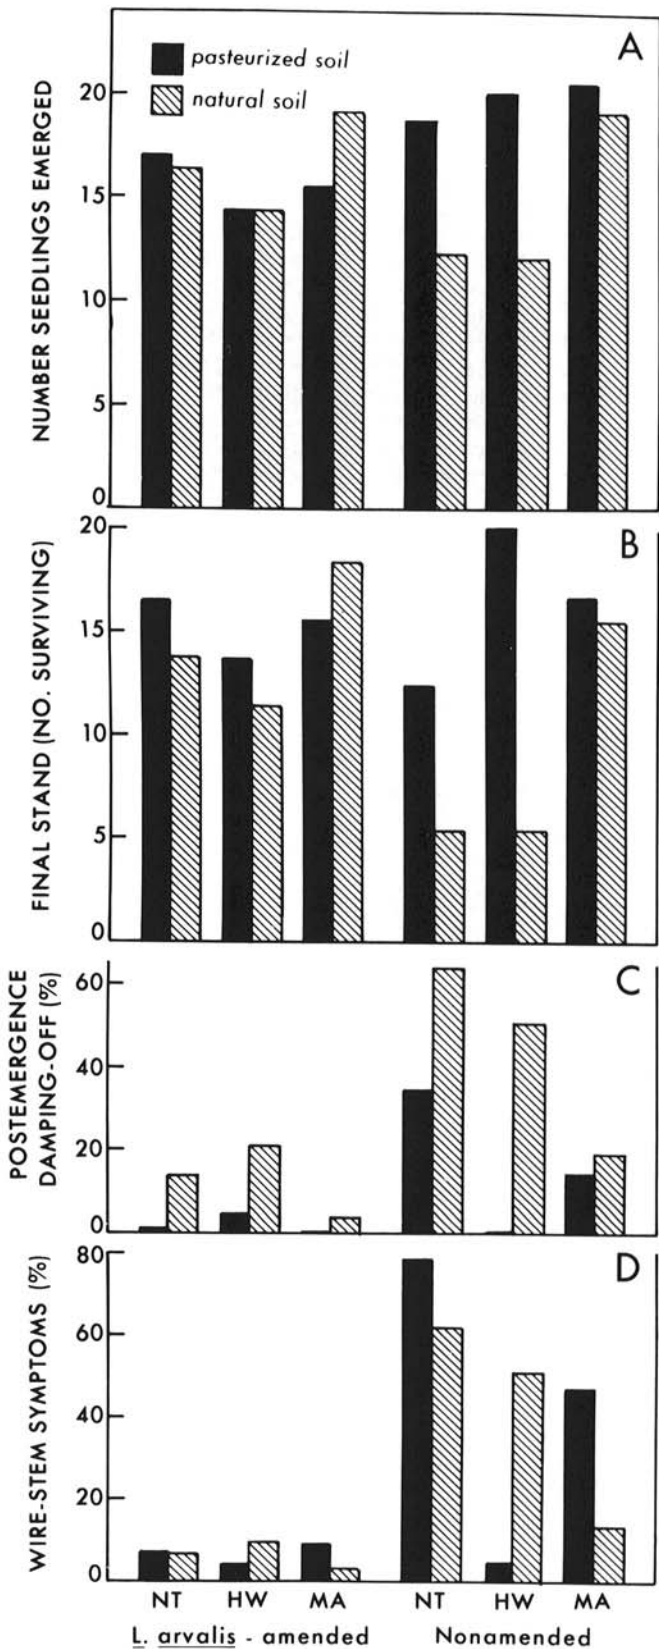 A
pasteurized soil
natural soil
NUMBER SEEDLINGS EMERGED
20
15
10
5
0
B
FINAL STAND (NO. SURVIVING)
20
15
10
5
0
C
POSTEMERGENCE
DAMPING-OFF (%)
60
40
20
0
D
WIRE-STEM SYMPTOMS (%)
80
60
40
20
0
NT HW MA NT HW MA
L. arvalis - amended Nonamended